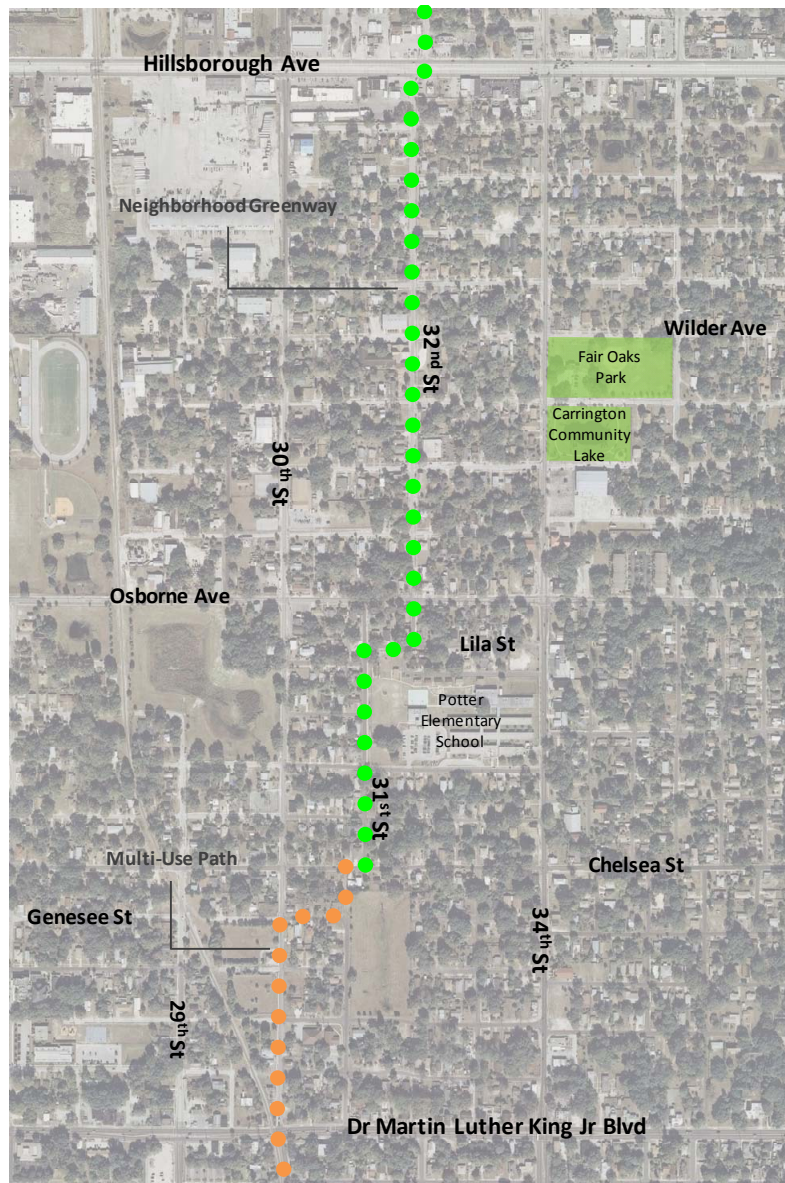 Hillsborough Ave
Neighborhood Greenway
32nd St
Wilder Ave
Fair Oaks
Park
Carrington
Community
Lake
30th St
Osborne Ave
Lila St
Potter
Elementary
School
31st St
Multi-Use Path
Chelsea St
Genesee St
34th St
29th St
Dr Martin Luther King Jr Blvd